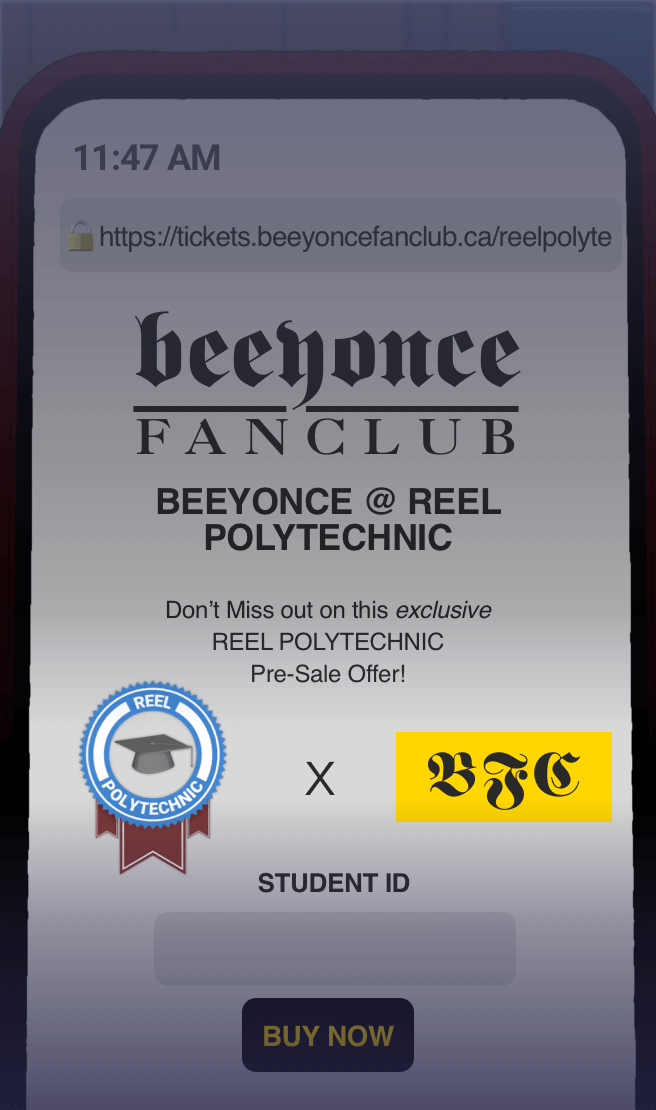 11:47 AM
https://tickets.beeyoncefanclub.ca/reelpolyte
beeyonce
FANCLUB
BEEYONCE @ REEL
POLYTECHNIC
Don’t Miss out on this exclusive
REEL POLYTECHNIC
Pre-Sale Offer!
REEL
POLYTECHNIC
X
BFC
STUDENT ID
BUY NOW